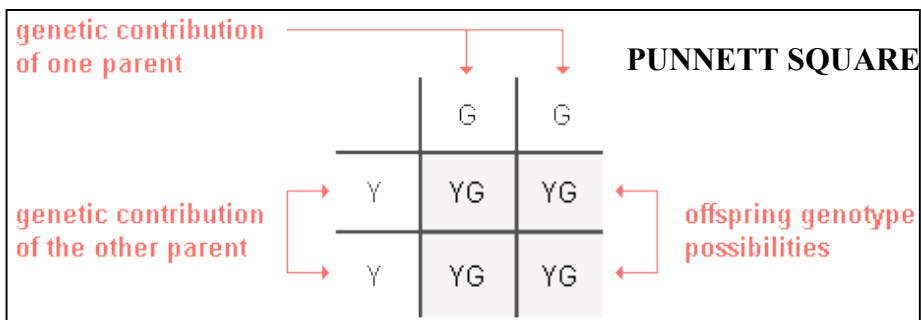 genetic contribution
of one parent
PUNNETT SQUARE
G G
Y YG YG
genetic contribution
of the other parent
offspring genotype
possibilities
Y YG YG